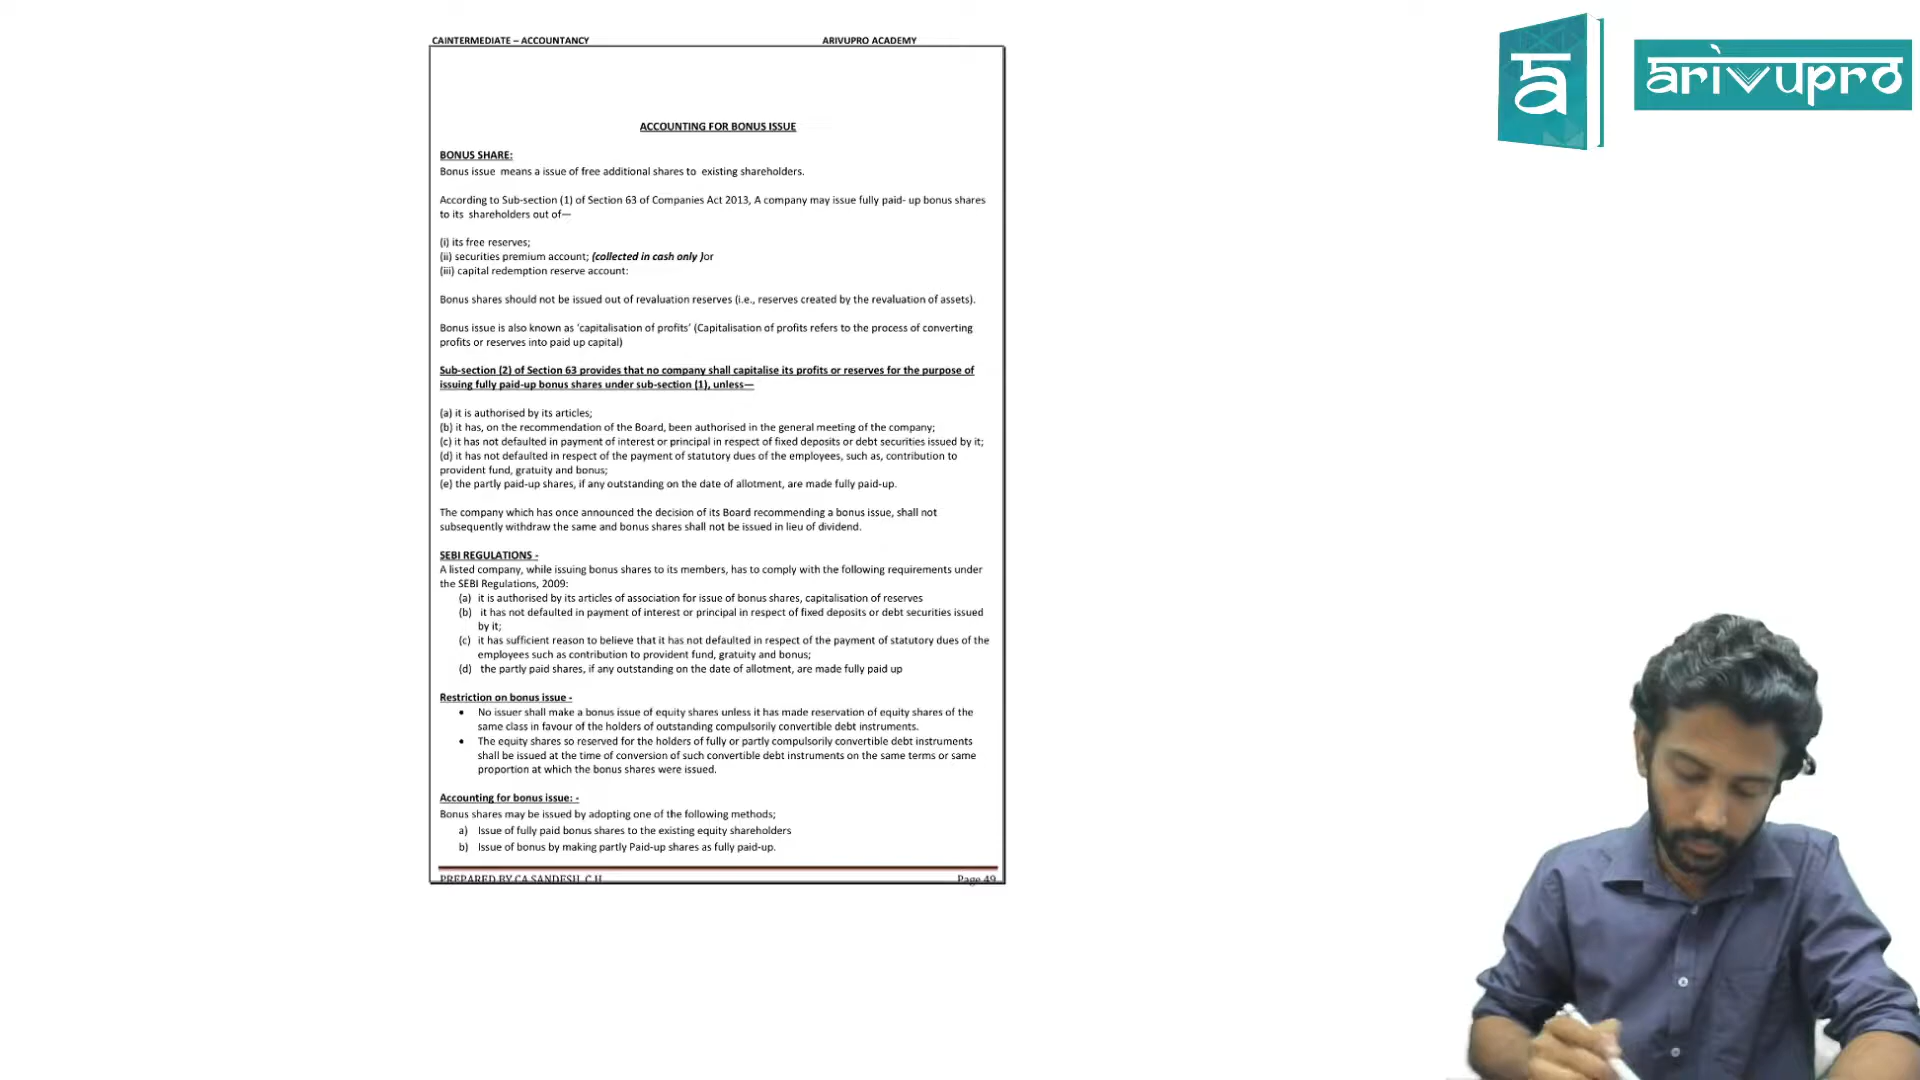 CAINTERMEDIATE – ACCOUNTANCY ARIVUPRO ACADEMY
ā arivupro
ACCOUNTING FOR BONUS ISSUE
BONUS SHARE:
Bonus issue means a issue of free additional shares to existing shareholders.
According to Sub-section (1) of Section 63 of Companies Act 2013, A company may issue fully paid- up bonus shares
to its shareholders out of—
(i) its free reserves;
(ii) securities premium account; (collected in cash only )or
(iii) capital redemption reserve account:
Bonus shares should not be issued out of revaluation reserves (i.e., reserves created by the revaluation of assets).
Bonus issue is also known as ‘capitalisation of profits’ (Capitalisation of profits refers to the process of converting
profits or reserves into paid up capital)
Sub-section (2) of Section 63 provides that no company shall capitalise its profits or reserves for the purpose of
issuing fully paid-up bonus shares under sub-section (1), unless—
(a) it is authorised by its articles;
(b) it has, on the recommendation of the Board, been authorised in the general meeting of the company;
(c) it has not defaulted in payment of interest or principal in respect of fixed deposits or debt securities issued by it;
(d) it has not defaulted in respect of the payment of statutory dues of the employees, such as, contribution to
provident fund, gratuity and bonus;
(e) the partly paid-up shares, if any outstanding on the date of allotment, are made fully paid-up.
The company which has once announced the decision of its Board recommending a bonus issue, shall not
subsequently withdraw the same and bonus shares shall not be issued in lieu of dividend.
SEBI REGULATIONS -
A listed company, while issuing bonus shares to its members, has to comply with the following requirements under
the SEBI Regulations, 2009:
(a) it is authorised by its articles of association for issue of bonus shares, capitalisation of reserves
(b) it has not defaulted in payment of interest or principal in respect of fixed deposits or debt securities issued
by it;
(c) it has sufficient reason to believe that it has not defaulted in respect of the payment of statutory dues of the
employees such as contribution to provident fund, gratuity and bonus;
(d) the partly paid shares, if any outstanding on the date of allotment, are made fully paid up
Restriction on bonus issue -
• No issuer shall make a bonus issue of equity shares unless it has made reservation of equity shares of the
same class in favour of the holders of outstanding compulsorily convertible debt instruments.
• The equity shares so reserved for the holders of fully or partly compulsorily convertible debt instruments
shall be issued at the time of conversion of such convertible debt instruments on the same terms or same
proportion at which the bonus shares were issued.
Accounting for bonus issue: -
Bonus shares may be issued by adopting one of the following methods;
a) Issue of fully paid bonus shares to the existing equity shareholders
b) Issue of bonus by making partly Paid-up shares as fully paid-up.
PREPARED BY CA SANDESH .C.H Page 49